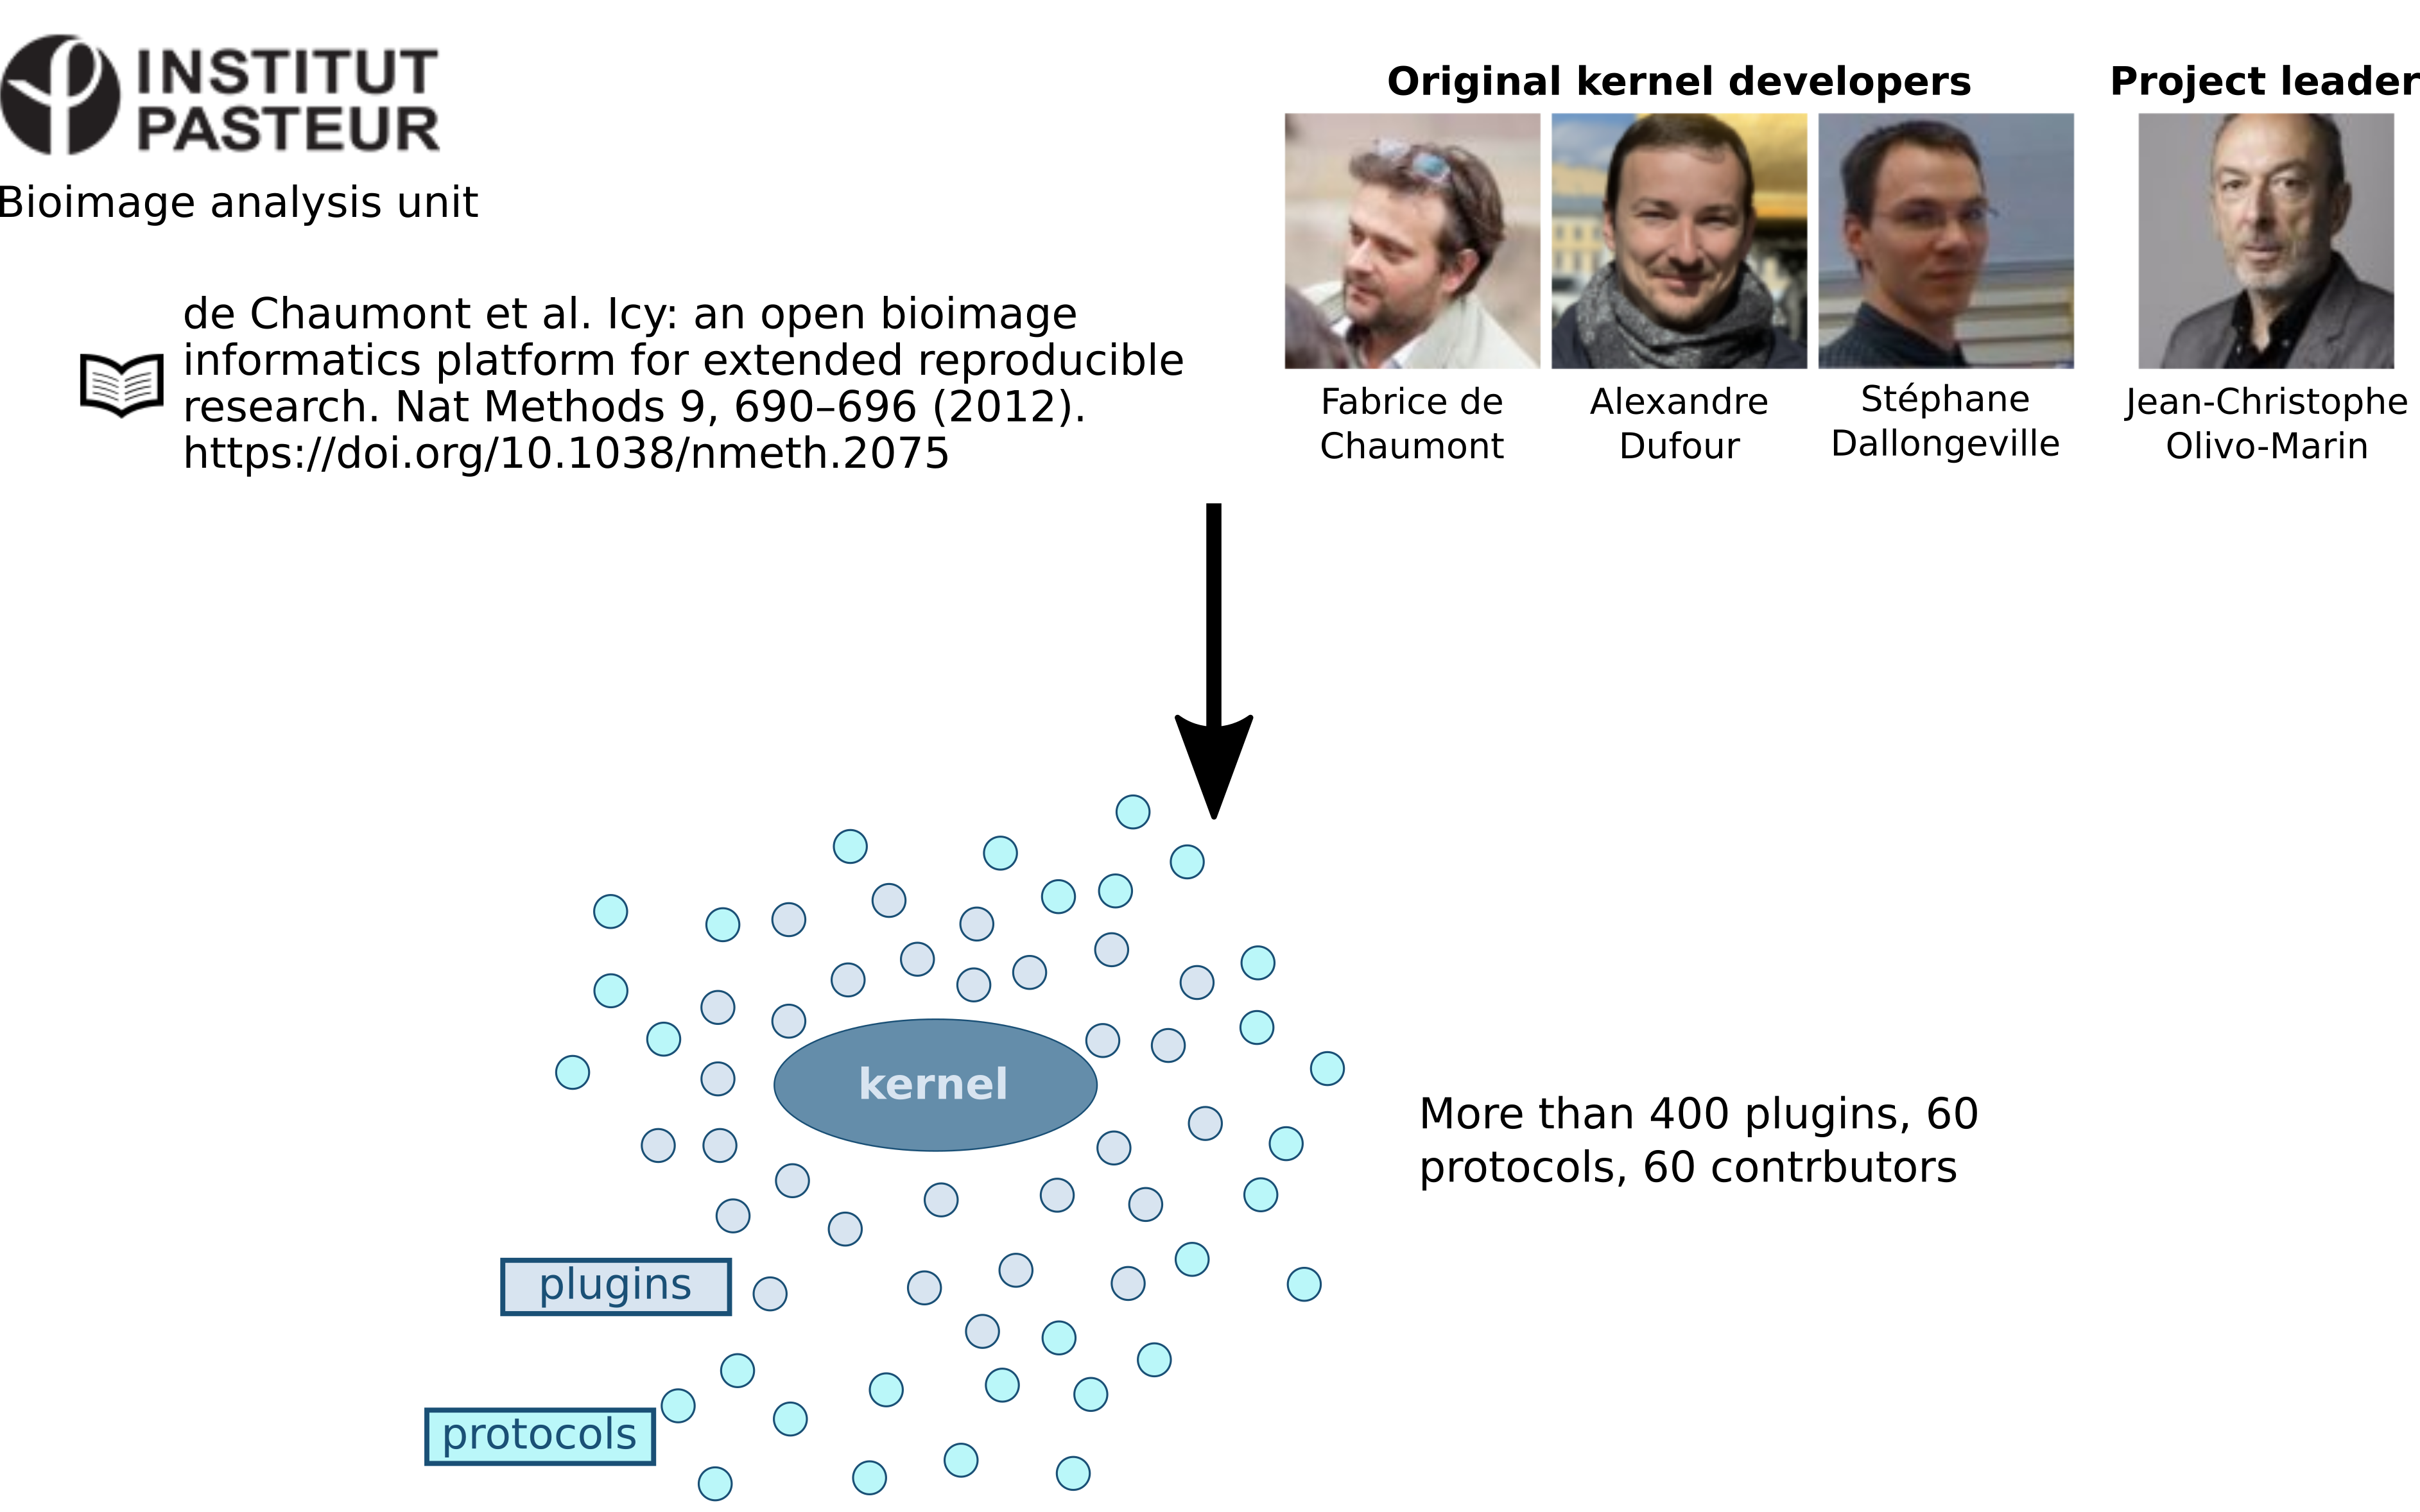 INSTITUT
PASTEUR
Bioimage analysis unit
Original kernel developers
Project leader
Fabrice de
Chaumont
Alexandre
Dufour
Stéphane
Dallongeville
Jean-Christophe
Olivo-Marin
de Chaumont et al. Icy: an open bioimage
informatics platform for extended reproducible
research. Nat Methods 9, 690–696 (2012).
https://doi.org/10.1038/nmeth.2075
kernel
More than 400 plugins, 60
protocols, 60 contrbutors
plugins
protocols